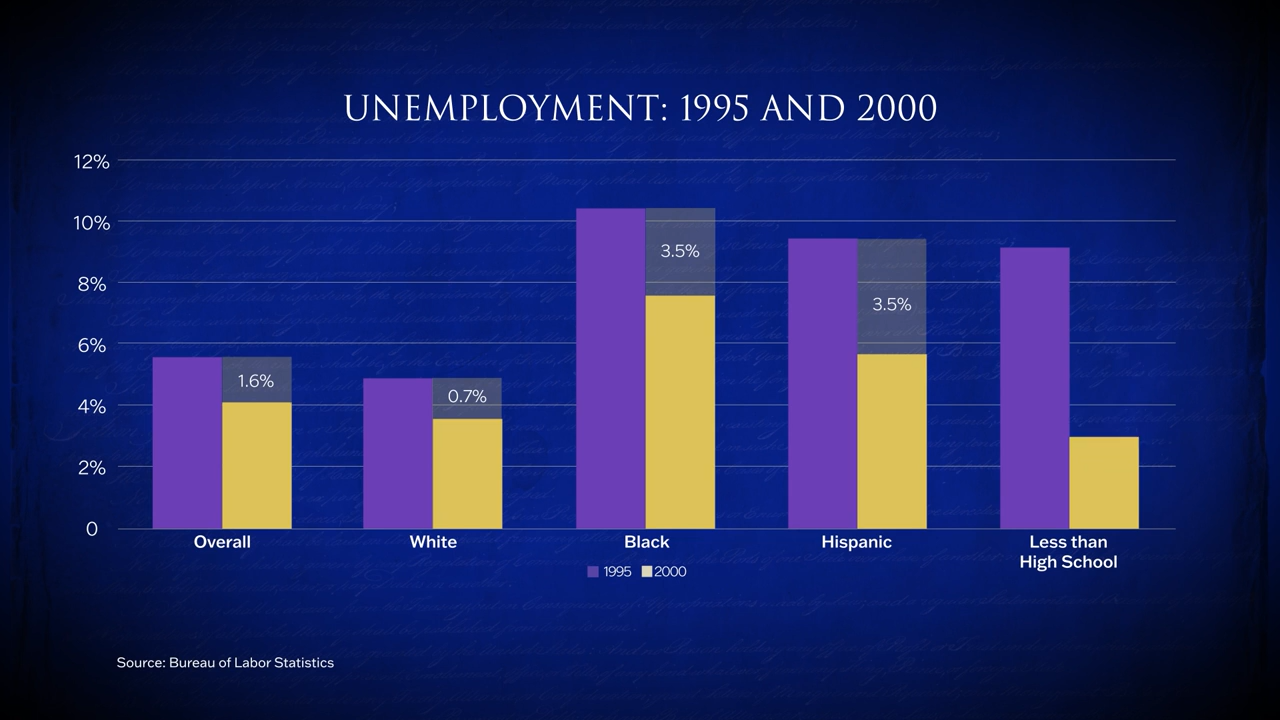 UNEMPLOYMENT: 1995 AND 2000
12%
10%
8%
6%
4%
2%
0
1.6%
0.7%
3.5%
3.5%
Overall
White
Black
Hispanic
Less than
High School
1995
2000
Source: Bureau of Labor Statistics